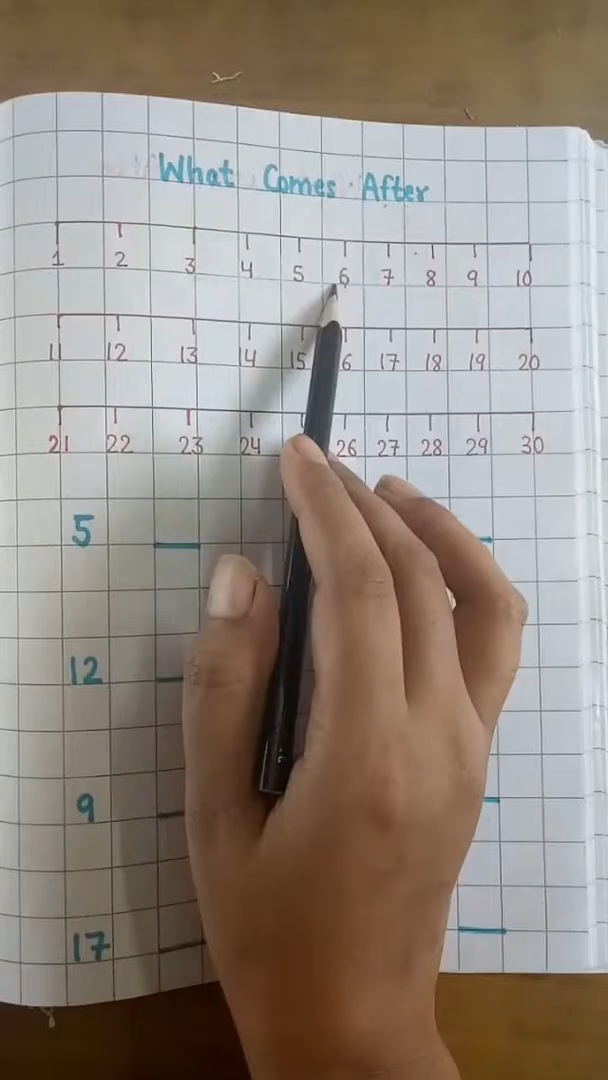 What Comes After
1 2 3 4 5 6 7 8 9 10
11 12 13 14 15 6 17 18 19 20
21 22 23 24 26 27 28 29 30
5
12
9
17